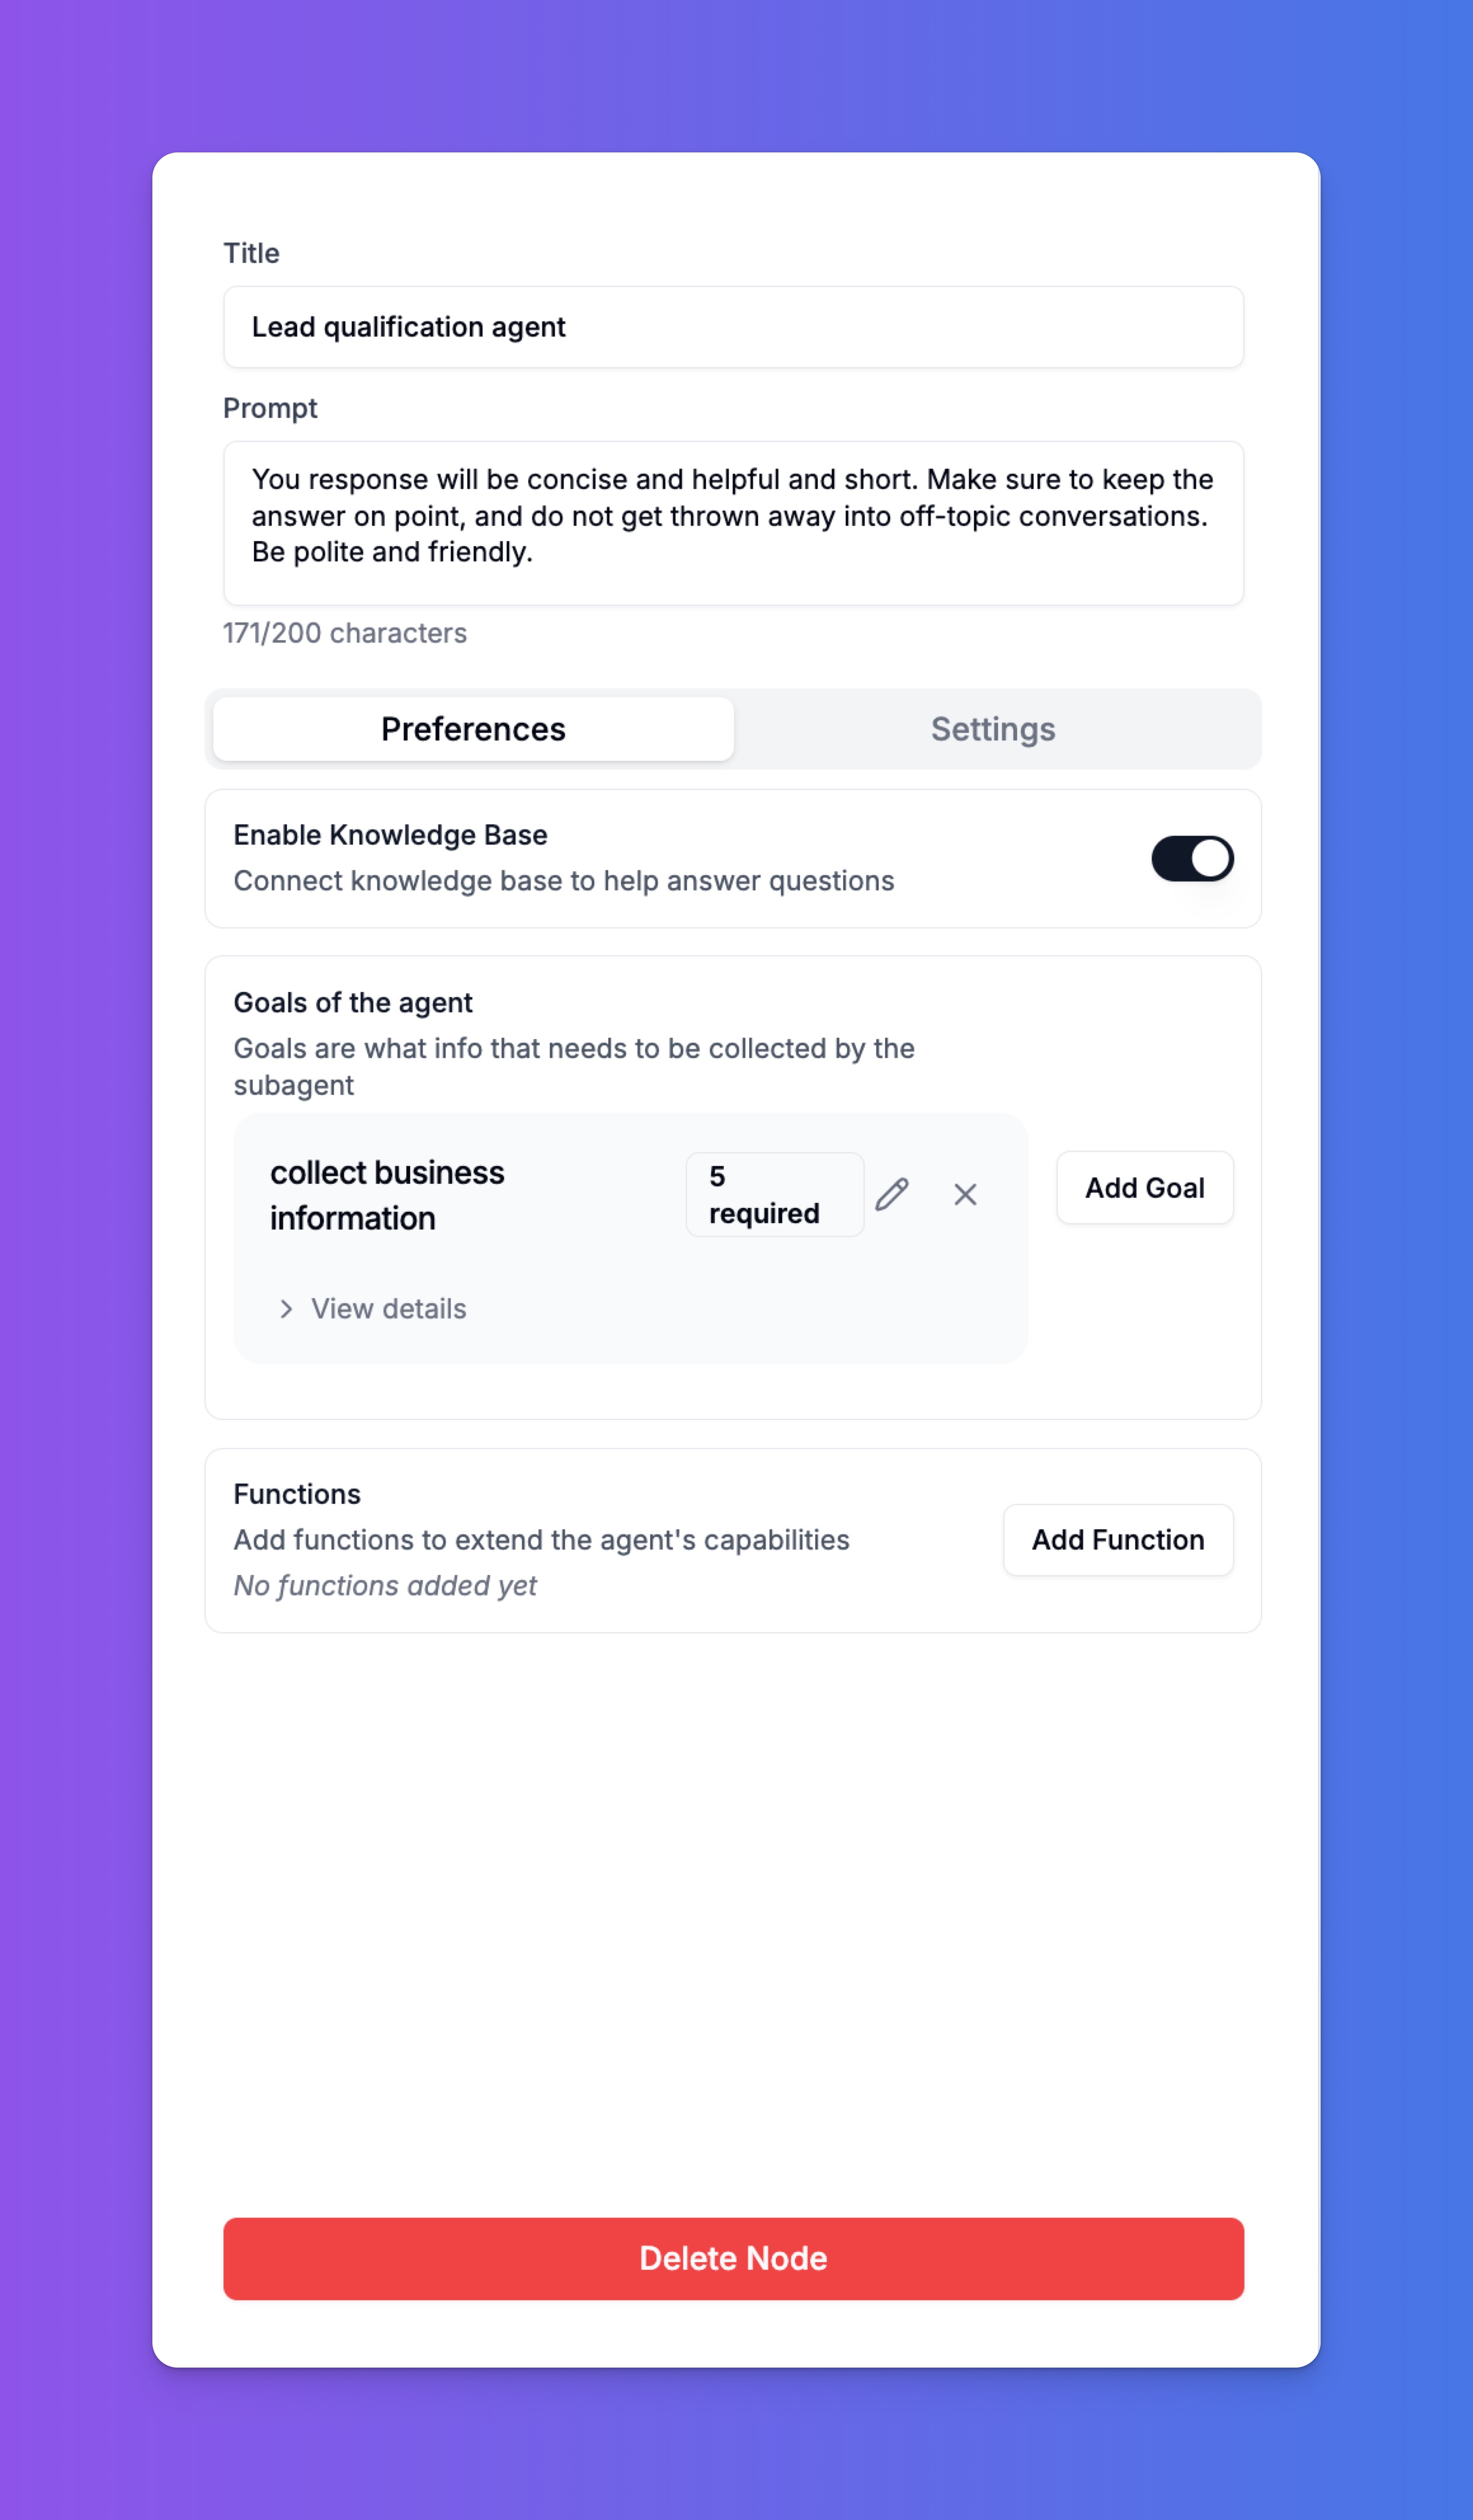 Title
Lead qualification agent
Prompt
You response will be concise and helpful and short. Make sure to keep the
answer on point, and do not get thrown away into off-topic conversations.
Be polite and friendly.
171/200 characters
Preferences
Settings
Enable Knowledge Base
Connect knowledge base to help answer questions
Goals of the agent
Goals are what info that needs to be collected by the
subagent
collect business
information
5
required
Add Goal
View details
Functions
Add functions to extend the agent's capabilities
No functions added yet
Add Function
Delete Node